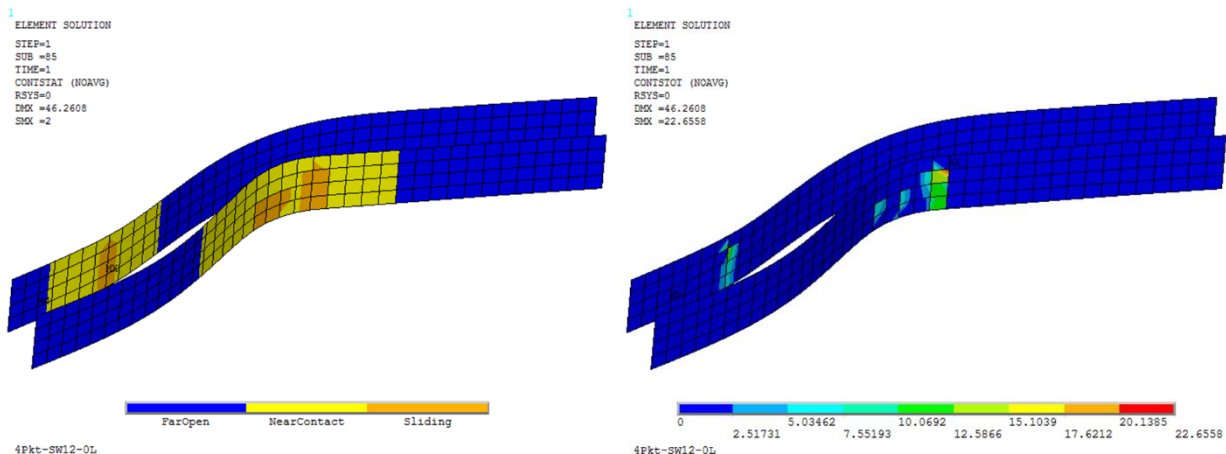 1
ELEMENT SOLUTION
STEP=1
SUB =85
TIME=1
CONTSTAT (NOAVG)
RSYS=0
DMX =46.2608
SMX =2
FarOpen NearContact Sliding
4Pkt-SW12-0L
1
ELEMENT SOLUTION
STEP=1
SUB =85
TIME=1
CONTSTOT (NOAVG)
RSYS=0
DMX =46.2608
SMX =22.6558
0 5.03462 10.0692 15.1039 20.1385
2.51731 7.55193 12.5866 17.6212 22.6558
4Pkt-SW12-0L